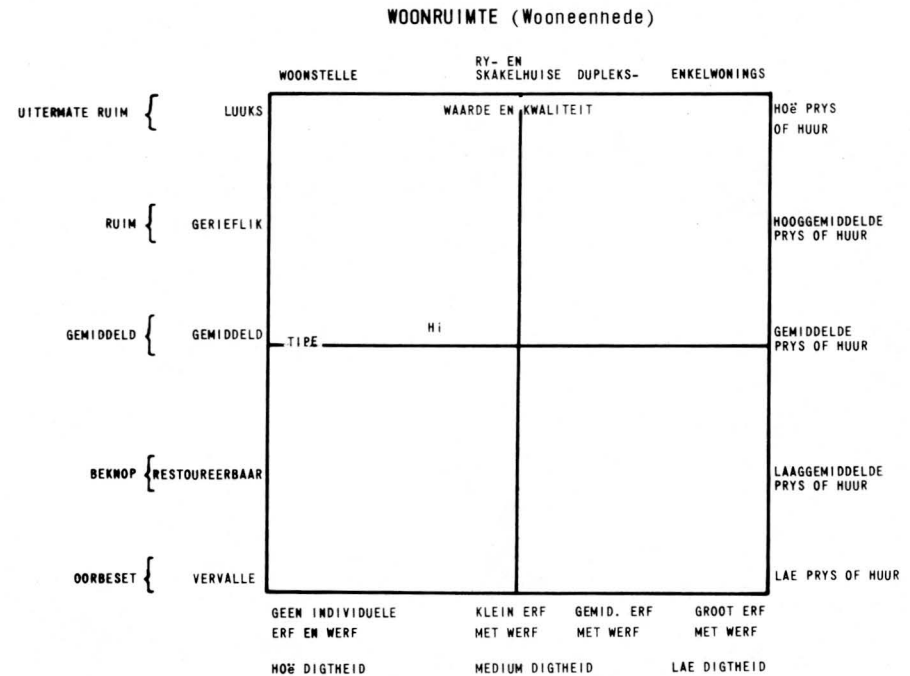 WOONRUIMTE (Wooneenhede)
WOONSTELLE
RY- EN
SKAKELHUISE
DUPLEKS-
ENKELWONINGS
UITERMATE RUIM { LUUKS
WAARDE EN KWALITEIT
HOë PRYS
OF HUUR
RUIM { GERIEFLIK
HOOGGEMIDDELDE
PRYS OF HUUR
GEMIDDELD { GEMIDDELD
TIPE
Hi
GEMIDDELDE
PRYS OF HUUR
BEKNOP { RESTOUREERBAAR
LAAGGEMIDDELDE
PRYS OF HUUR
OORBESET { VERVALLE
LAE PRYS OF HUUR
GEEN INDIVIDUELE
ERF EN WERF
KLEIN ERF
MET WERF
GEMID. ERF
MET WERF
GROOT ERF
MET WERF
HOë DIGTHEID
MEDIUM DIGTHEID
LAE DIGTHEID